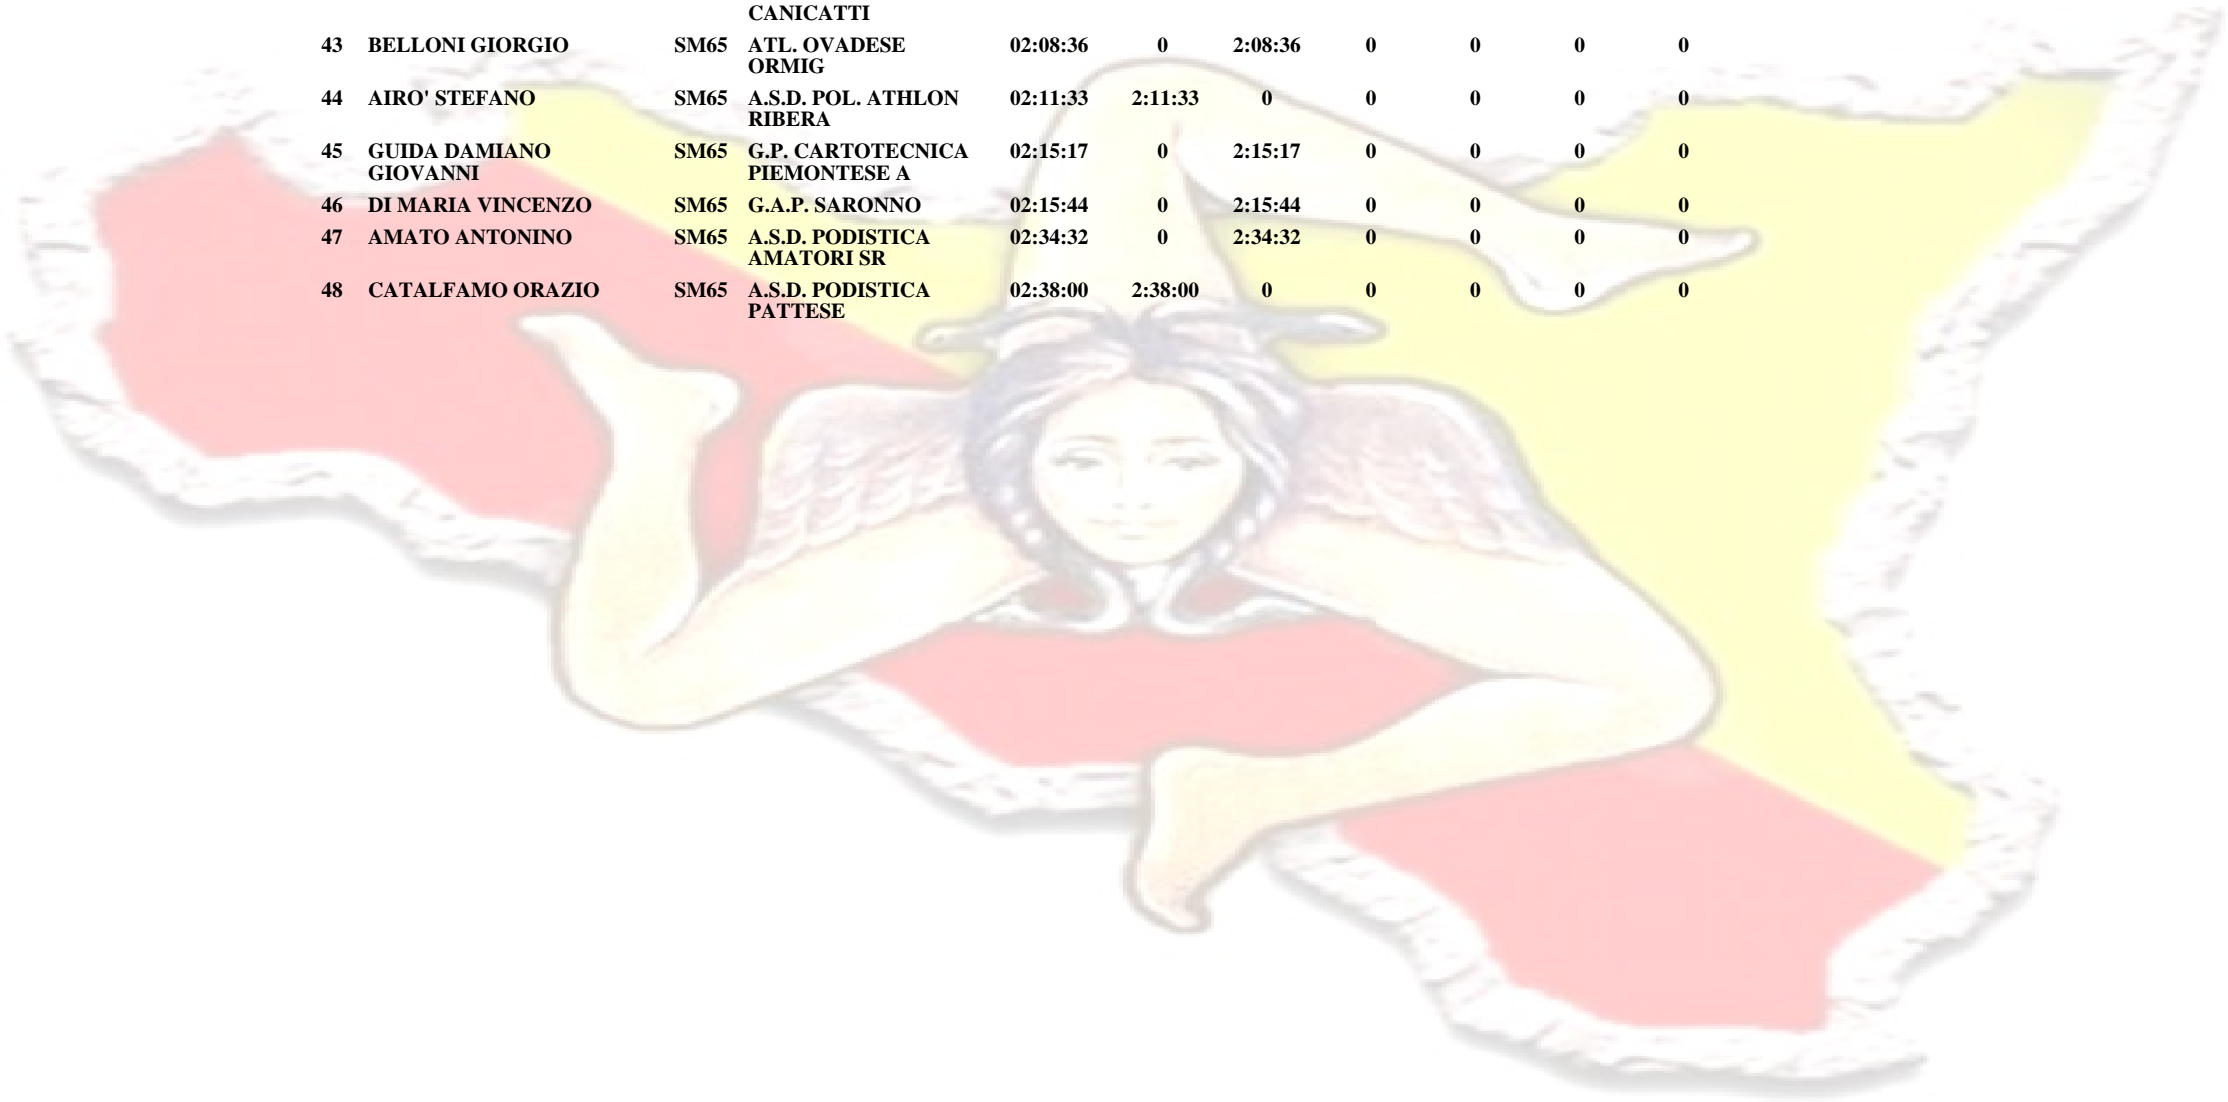 CANICATTI
43 BELLONI GIORGIO SM65 ATL. OVADESE 02:08:36 0 2:08:36 0 0 0 0
ORMIG
44 AIRO' STEFANO SM65 A.S.D. POL. ATHLON 02:11:33 2:11:33 0 0 0 0 0
RIBERA
45 GUIDA DAMIANO SM65 G.P. CARTOTECNICA 02:15:17 0 2:15:17 0 0 0 0
GIOVANNI PIEMONTESE A
46 DI MARIA VINCENZO SM65 G.A.P. SARONNO 02:15:44 0 2:15:44 0 0 0 0
47 AMATO ANTONINO SM65 A.S.D. PODISTICA 02:34:32 0 2:34:32 0 0 0 0
AMATORI SR
48 CATALFAMO ORAZIO SM65 A.S.D. PODISTICA 02:38:00 2:38:00 0 0 0 0 0
PATTESE